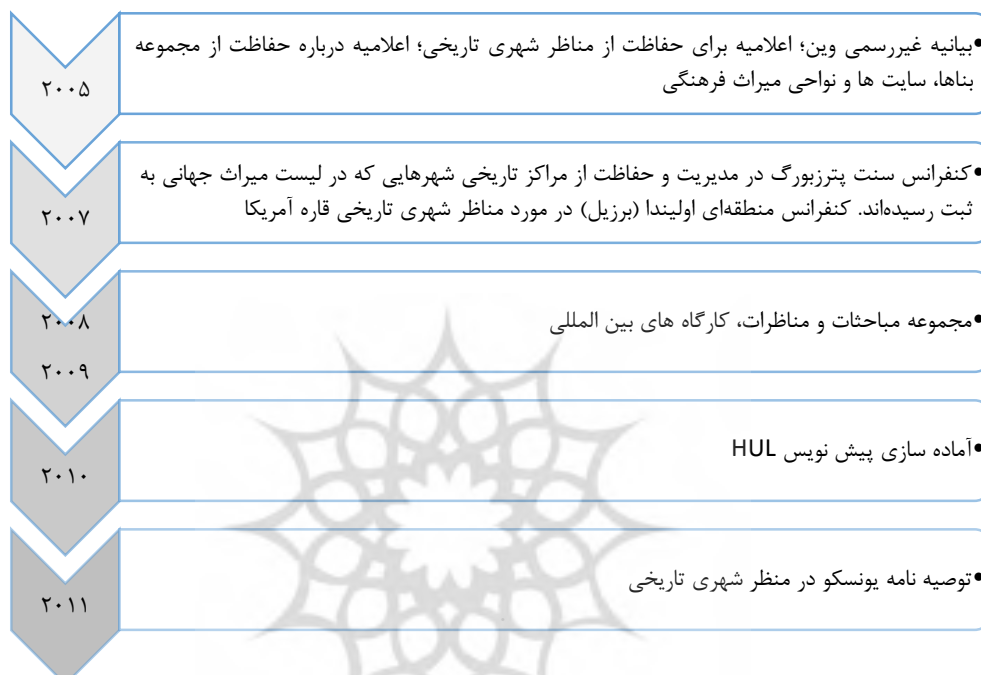 •بیانیه غیررسمی وین؛ اعلامیه برای حفاظت از مناظر شهری تاریخی؛ اعلامیه درباره حفاظت از مجموعه
بناها، سایت ها و نواحی میراث فرهنگی
۲۰۰۵
•کنفرانس سنت پترزبورگ در مدیریت و حفاظت از مراکز تاریخی شهرهایی که در لیست میراث جهانی به
ثبت رسیده‌اند. کنفرانس منطقه‌ای اولیندا (برزیل) در مورد مناظر شهری تاریخی قاره آمریکا
۲۰۰۷
•مجموعه مباحثات و مناظرات، کارگاه های بین المللی
۲۰۰۸
۲۰۰۹
•آماده سازی پیش نویس HUL
۲۰۱۰
•توصیه نامه یونسکو در منظر شهری تاریخی
۲۰۱۱